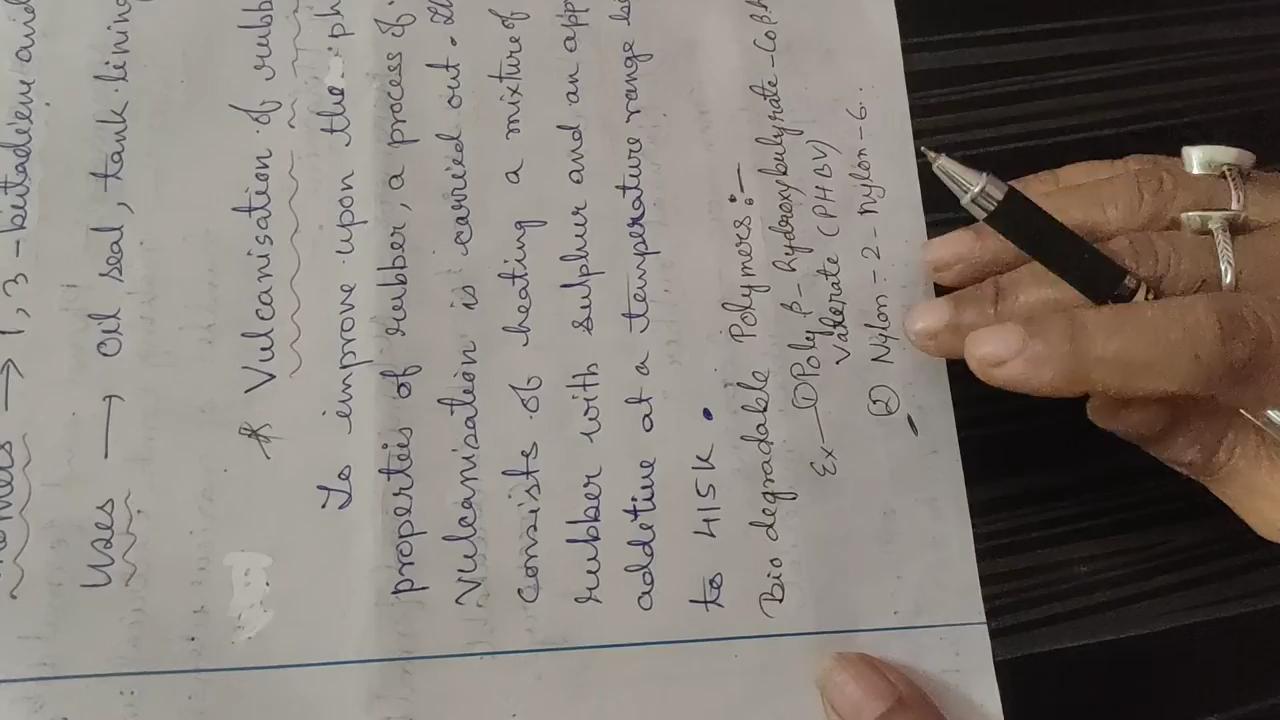 1, 3 - butadiene and
Uses → Oil seal, tank lining
* Vulcanisation of rubb
To improve upon the ph
properties of rubber, a process of
Vulcanisation is carried out.
Consists of heating a mixture of
rubber with sulphur and an app
additive at a temperature range
to 415K.
Bio degradable Polymers:-
Ex- ① Poly β-hydroxybutyrate-Coβh
Valerate (PHBV)
② Nylon-2-Nylon-6.